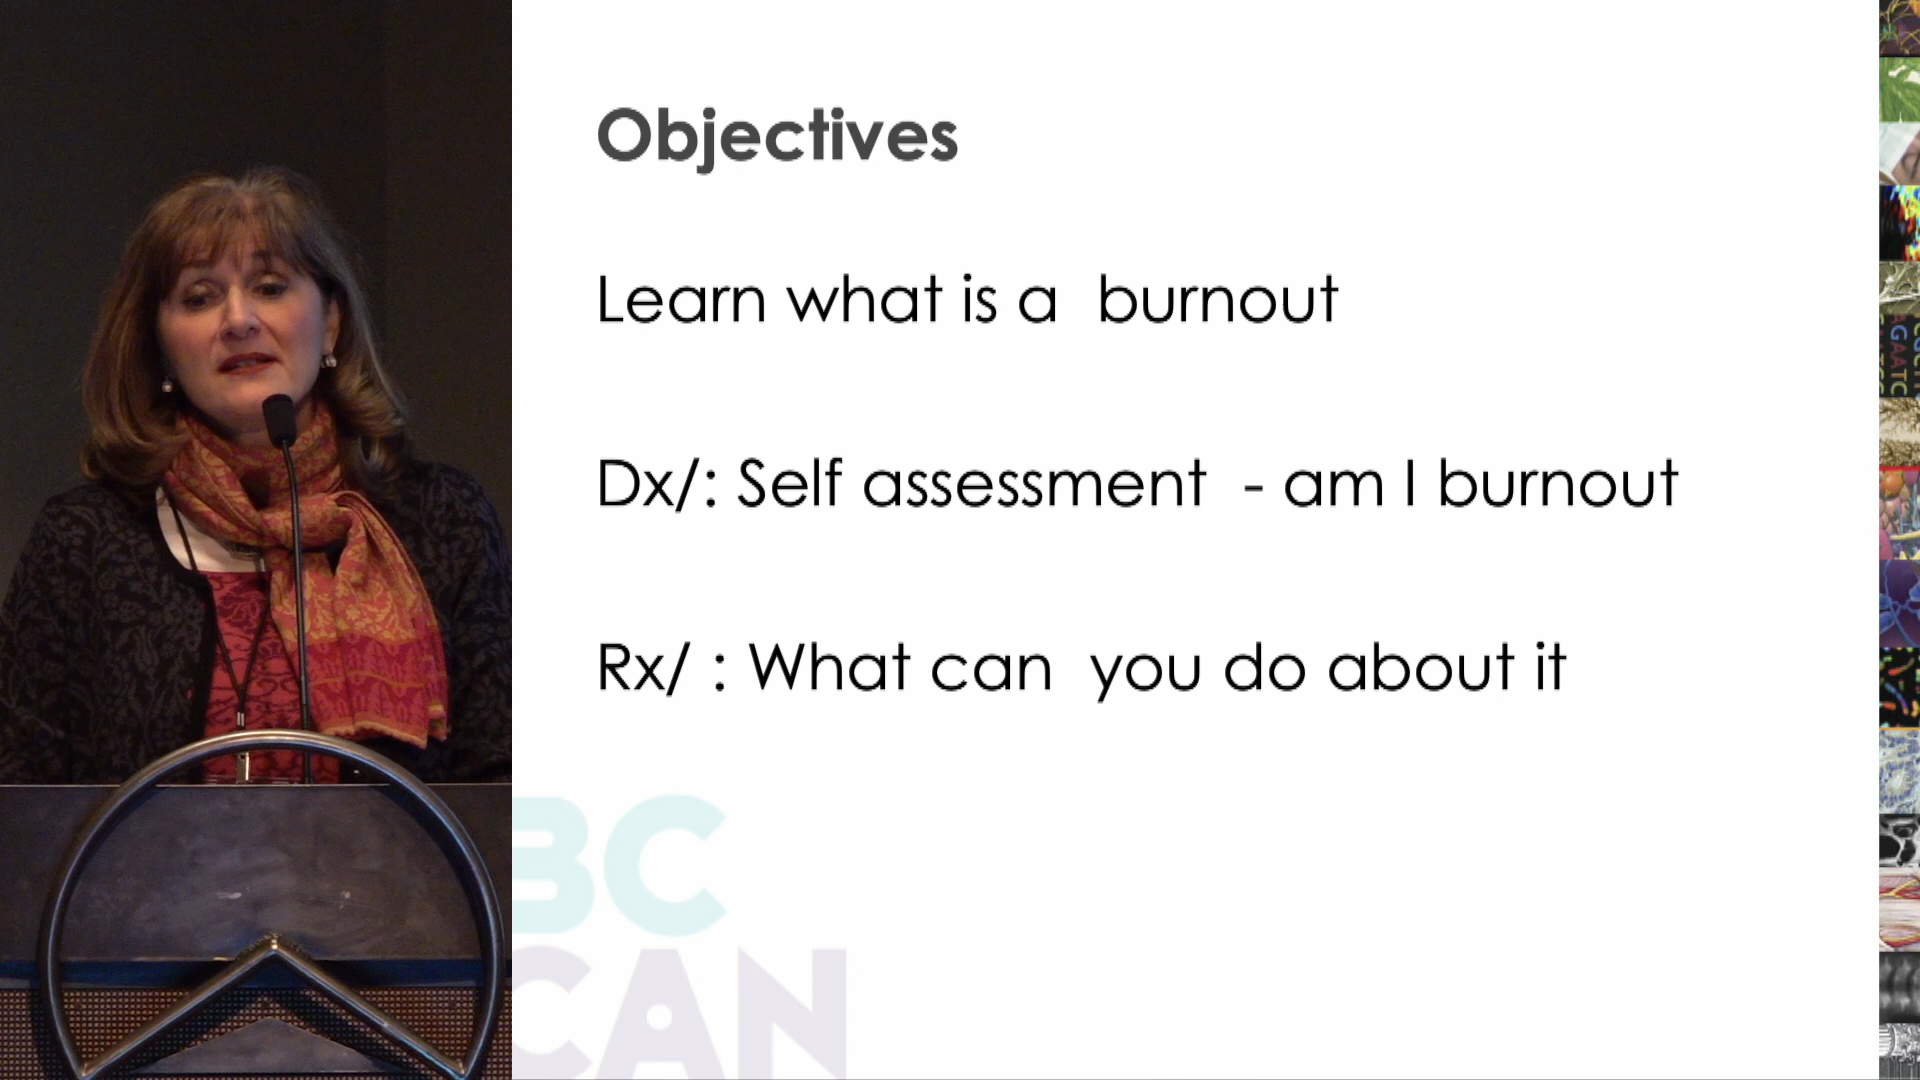 Objectives
Learn what is a  burnout
Dx/: Self assessment  - am I burnout
Rx/ : What can  you do about it
BC
CAN
GAATC